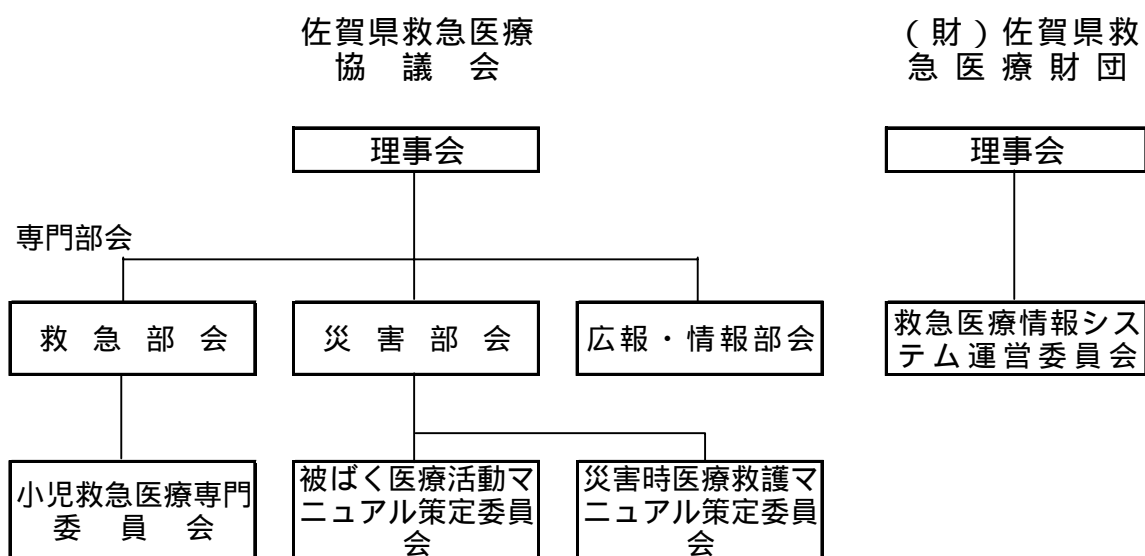 佐賀県救急医療
協議会
(財)佐賀県救
急医療財団
理事会
理事会
専門部会
救急部会
災害部会
広報・情報部会
救急医療情報シス
テム運営委員会
小児救急医療専門
委員会
被ばく医療活動マ
ニュアル策定委員
会
災害時医療救護マ
ニュアル策定委員
会